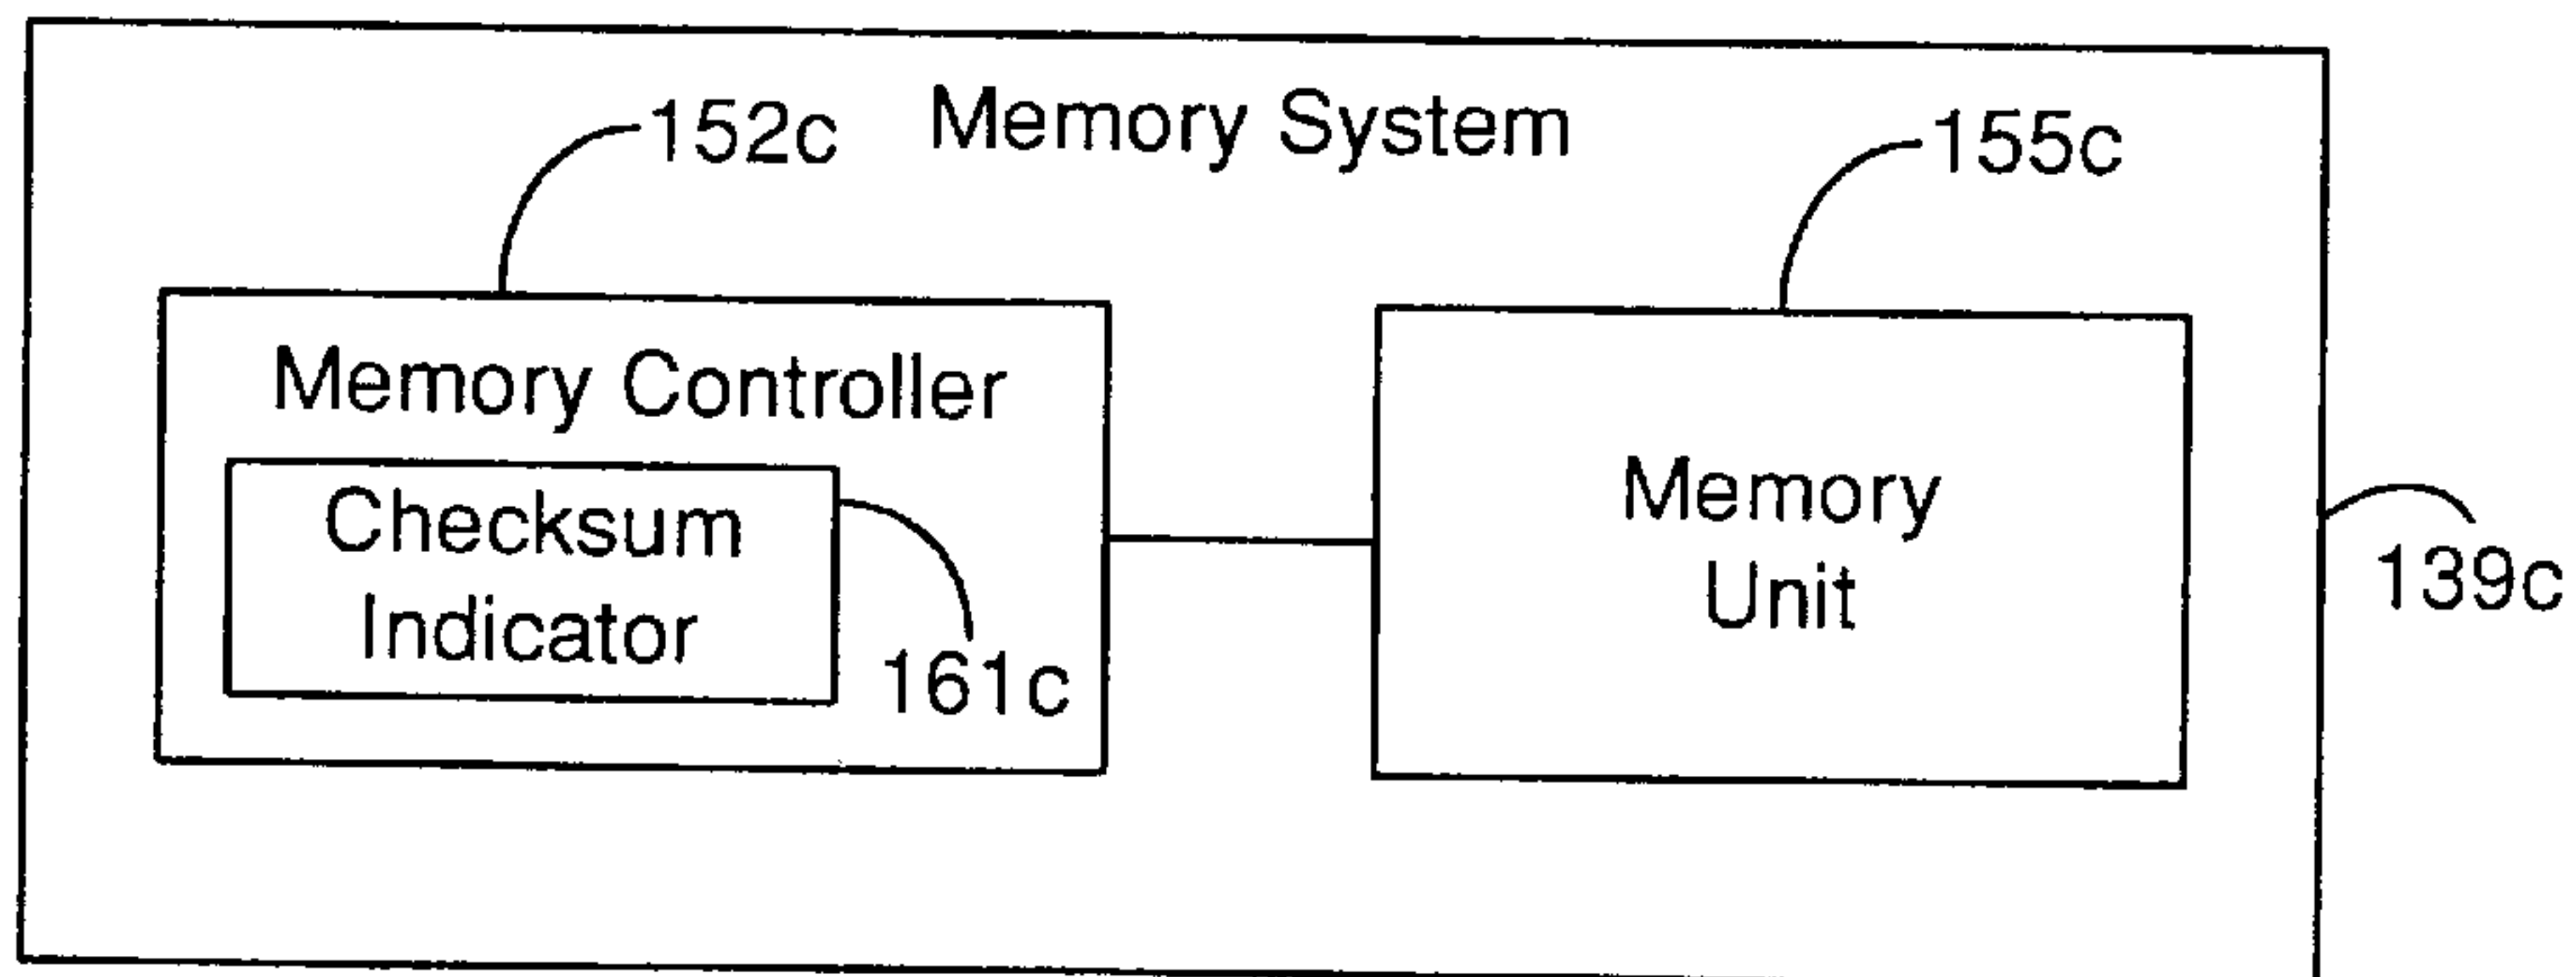 Memory System
152c
155c
Memory Controller
Checksum
Indicator
161c
Memory
Unit
139c